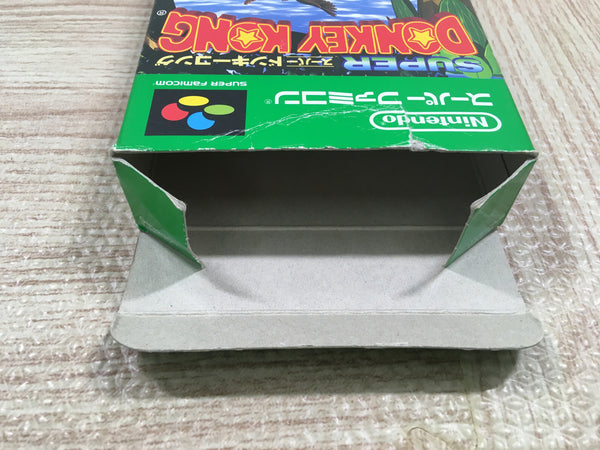 Nintendo
スーパーファミコン®
SUPER FAMICOM
SUPER
スーパードンキーコング
DONKEY KONG®